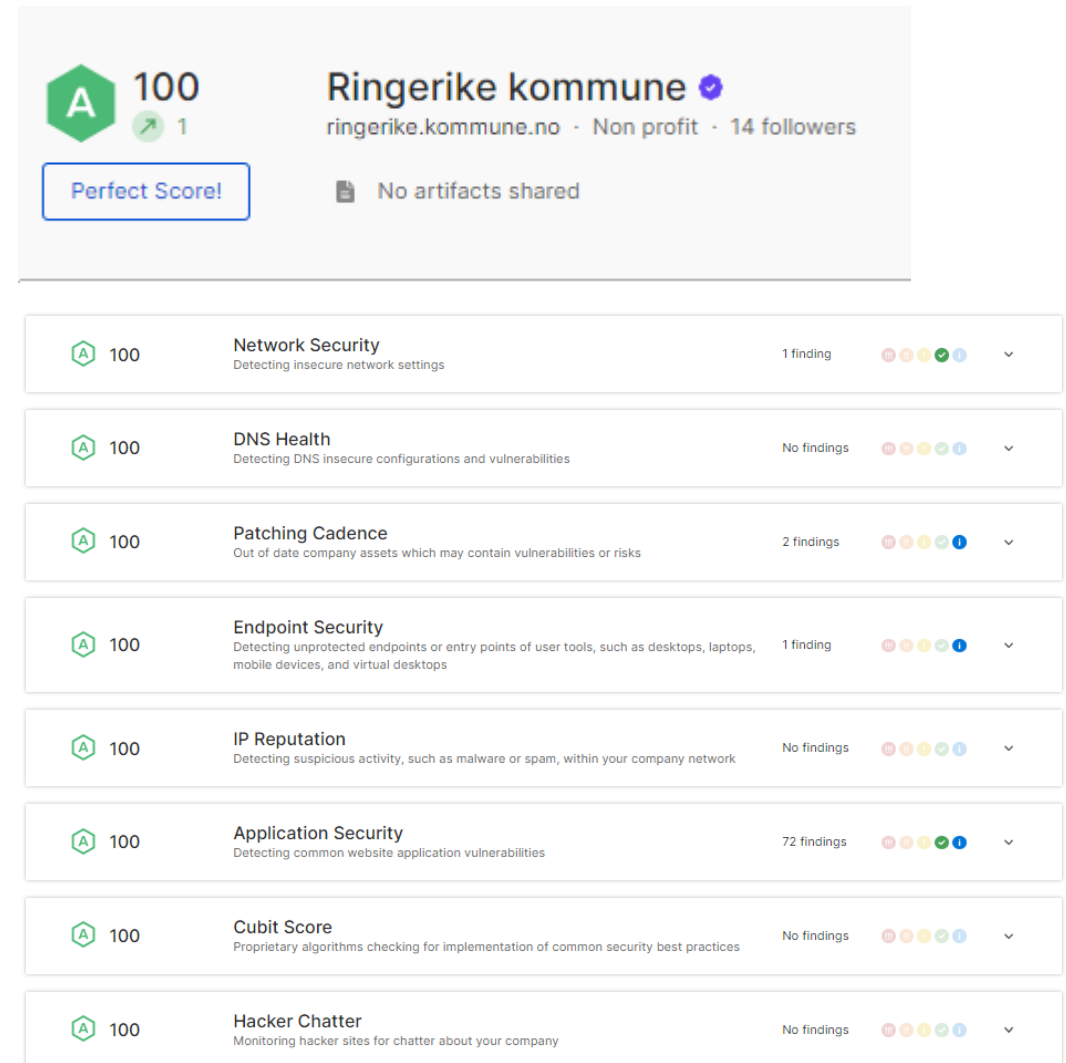 A 100
1
Perfect Score!
Ringerike kommune
ringerike.kommune.no · Non profit · 14 followers
No artifacts shared
A 100 Network Security 1 finding
Detecting insecure network settings
A 100 DNS Health No findings
Detecting DNS insecure configurations and vulnerabilities
A 100 Patching Cadence 2 findings
Out of date company assets which may contain vulnerabilities or risks
A 100 Endpoint Security 1 finding
Detecting unprotected endpoints or entry points of user tools, such as desktops, laptops,
mobile devices, and virtual desktops
A 100 IP Reputation No findings
Detecting suspicious activity, such as malware or spam, within your company network
A 100 Application Security 72 findings
Detecting common website application vulnerabilities
A 100 Cubit Score No findings
Proprietary algorithms checking for implementation of common security best practices
A 100 Hacker Chatter No findings
Monitoring hacker sites for chatter about your company